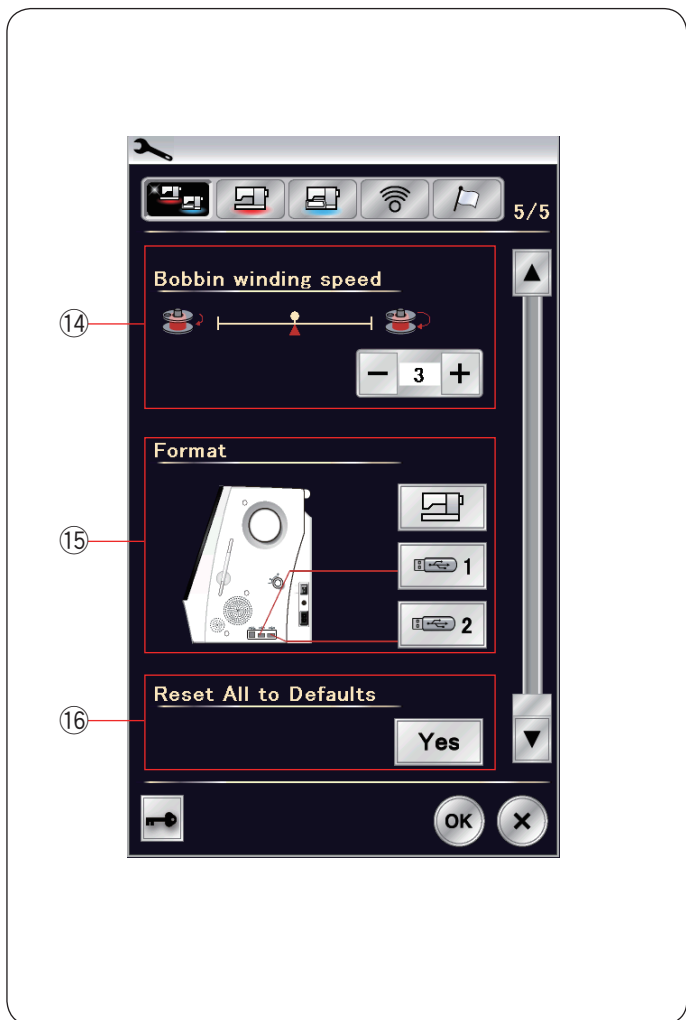 5/5
Bobbin winding speed
⑭
− 3 +
Format
⑮
1
2
Reset All to Defaults
⑯
Yes
OK